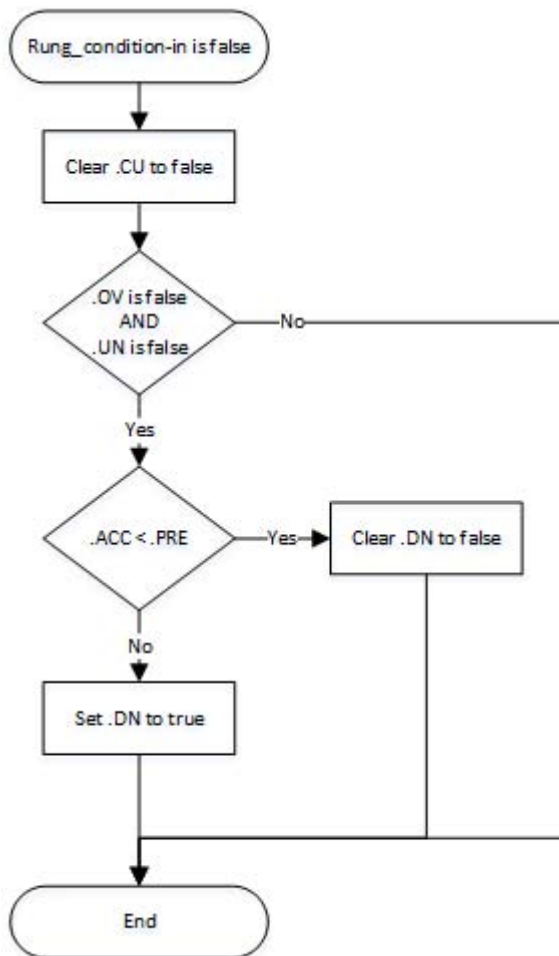 Rung_condition-in is false
Clear .CU to false
.OV is false
AND
.UN is false
No
Yes
.ACC < .PRE
Yes
Clear .DN to false
No
Set .DN to true
End